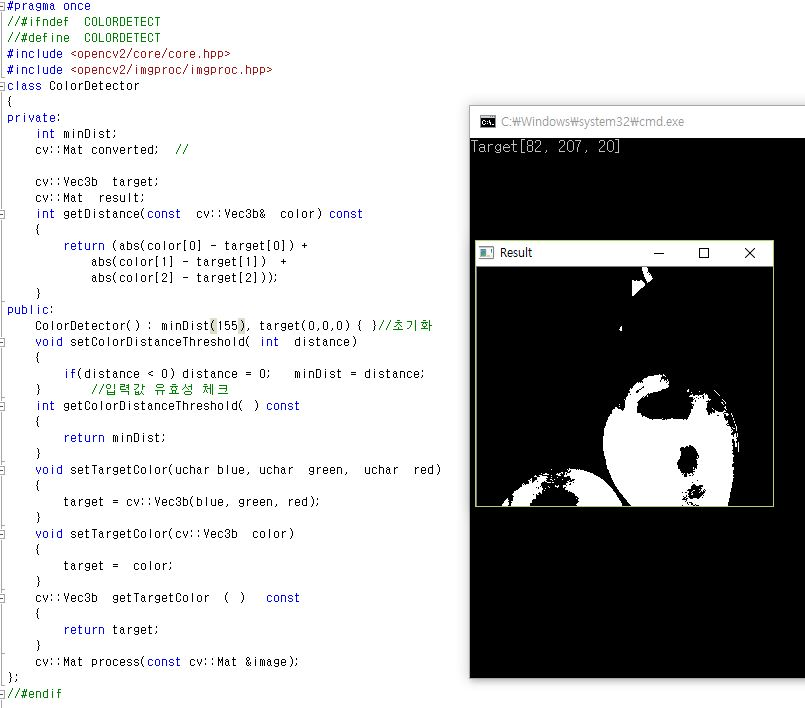 #pragma once
//#ifndef  COLORDETECT
//#define  COLORDETECT
#include <opencv2/core/core.hpp>
#include <opencv2/imgproc/imgproc.hpp>
class ColorDetector
{
private:
    int minDist;
    cv::Mat converted;  //

    cv::Vec3b  target;
    cv::Mat  result;
    int getDistance(const  cv::Vec3b&  color) const
    {
        return (abs(color[0] - target[0]) +
            abs(color[1] - target[1])  +
            abs(color[2] - target[2]));
    }
public:
    ColorDetector() : minDist(155), target(0,0,0) { }//초기화
    void setColorDistanceThreshold( int  distance)
    {
        if(distance < 0) distance = 0;   minDist = distance;
    }       //입력값 유효성 체크
    int getColorDistanceThreshold( ) const
    {
        return minDist;
    }
    void setTargetColor(uchar blue, uchar  green,  uchar  red)
    {
        target = cv::Vec3b(blue, green, red);
    }
    void setTargetColor(cv::Vec3b  color)
    {
        target =  color;
    }
    cv::Vec3b  getTargetColor  ( )   const
    {
        return target;
    }
    cv::Mat process(const cv::Mat &image);
};
//#endif
C:\. C:₩Windows₩system32₩cmd.exe
Target[82, 207, 20]
Result